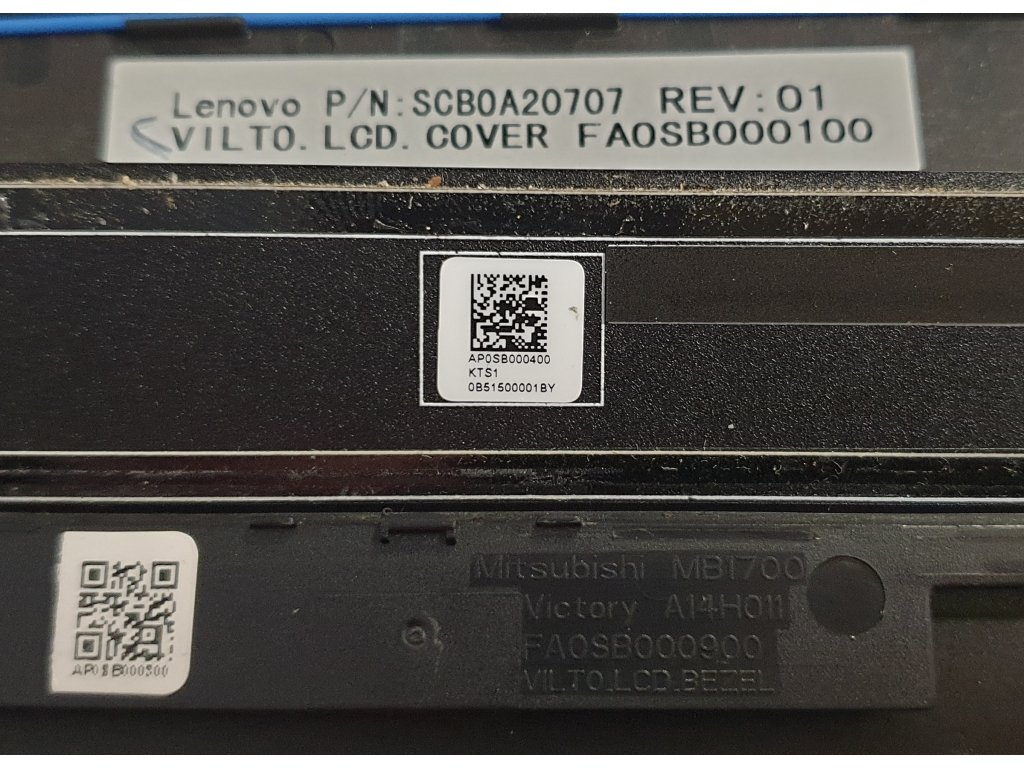 Lenovo P/N:SCB0A20707 REV:01
VILT0. LCD. COVER FA0SB000100
AP0SB000400
KTS1
0B51500001BY
AP0SB000300
Mitsubishi MB1700
Victory A14H011
FA0SB000900
VILT0.LCD.BEZEL